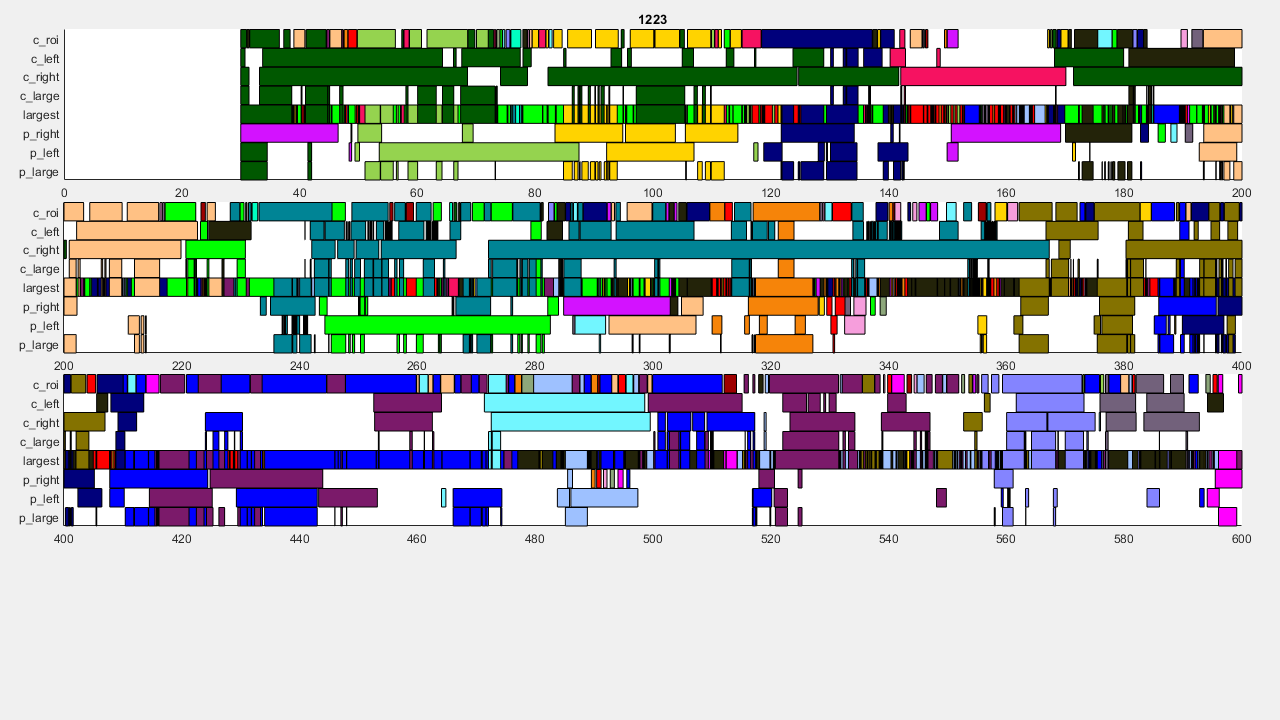 1223
c_roi
c_left
c_right
c_large
largest
p_right
p_left
p_large
0 20 40 60 80 100 120 140 160 180 200
c_roi
c_left
c_right
c_large
largest
p_right
p_left
p_large
200 220 240 260 280 300 320 340 360 380 400
c_roi
c_left
c_right
c_large
largest
p_right
p_left
p_large
400 420 440 460 480 500 520 540 560 580 600